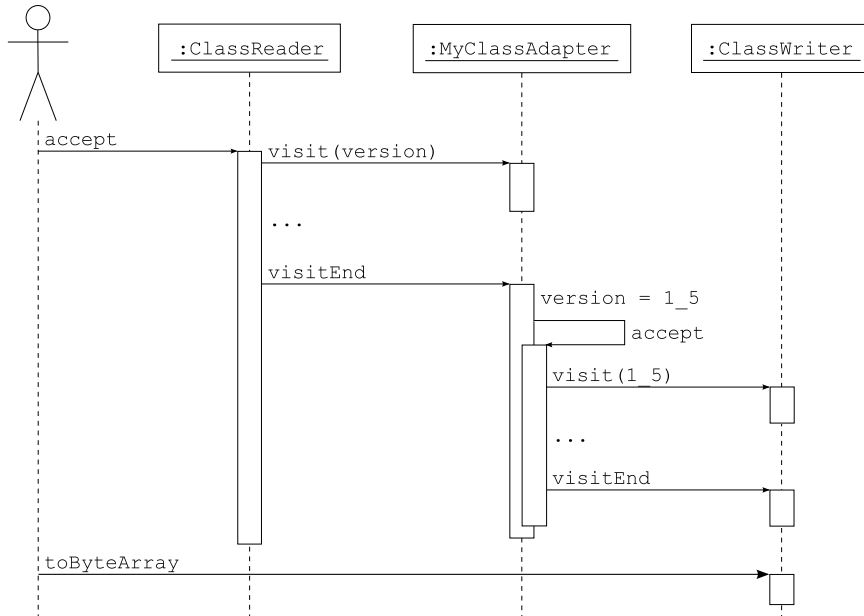 :ClassReader
:MyClassAdapter
:ClassWriter
accept
visit(version)
...
visitEnd
version = 1_5
accept
visit(1_5)
...
visitEnd
toByteArray